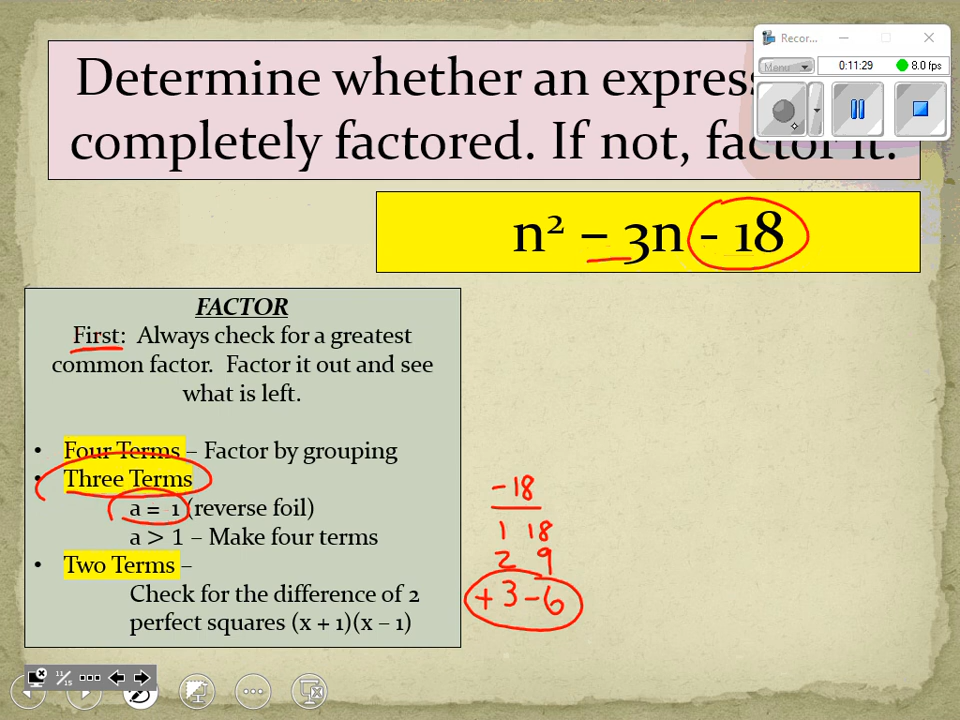 Recor...
Menu
0:11:29
8.0 fps
Determine whether an express
completely factored. If not, factor it.
n² – 3n - 18
FACTOR
First: Always check for a greatest
common factor. Factor it out and see
what is left.
• Four Terms – Factor by grouping
• Three Terms
a = 1 (reverse foil)
a > 1 – Make four terms
• Two Terms –
Check for the difference of 2
perfect squares (x + 1)(x – 1)
-18
1 18
2 9
+3 -6
11/15